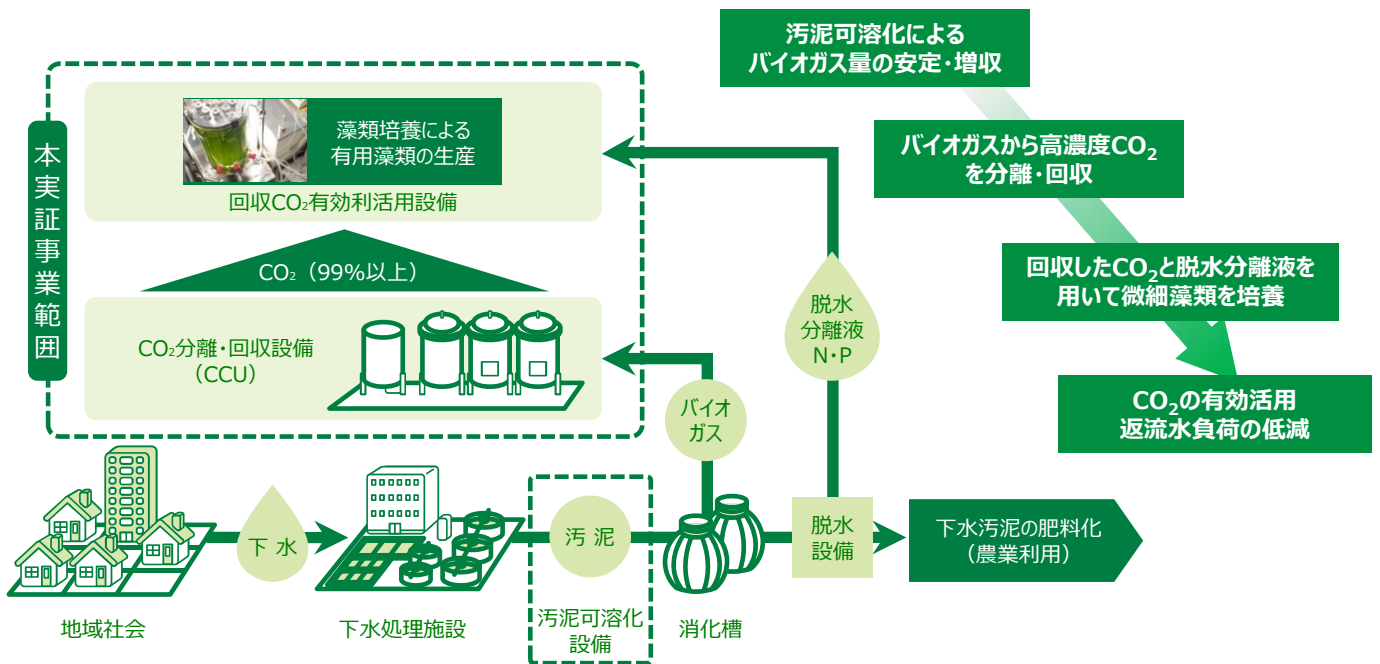 本実証事業範囲
藻類培養による
有用藻類の生産
回収CO₂有効利活用設備
CO₂（99%以上）
CO₂分離・回収設備
（CCU）
汚泥可溶化による
バイオガス量の安定・増収
バイオガスから高濃度CO₂
を分離・回収
回収したCO₂と脱水分離液を
用いて微細藻類を培養
CO₂の有効活用
返流水負荷の低減
脱水
分離液
N・P
バイオ
ガス
下水
汚泥
脱水
設備
下水汚泥の肥料化
（農業利用）
地域社会
下水処理施設
汚泥可溶化
設備
消化槽